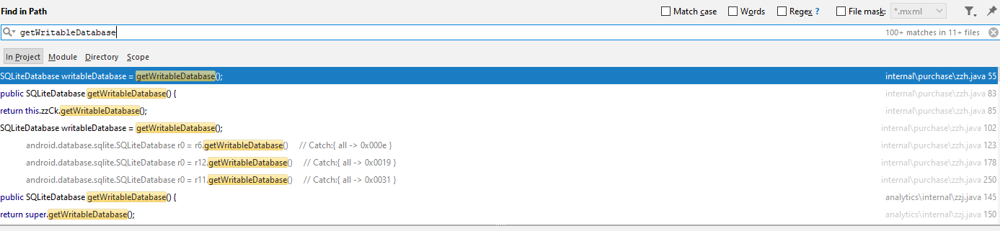 Find in Path
Match case Words Regex ? File mask: *.mxml
getWritableDatabase 100+ matches in 11+ files
In Project Module Directory Scope
SQLiteDatabase writableDatabase = getWritableDatabase(); internal\purchase\zzh.java 55
public SQLiteDatabase getWritableDatabase() { internal\purchase\zzh.java 83
return this.zzCk.getWritableDatabase(); internal\purchase\zzh.java 85
SQLiteDatabase writableDatabase = getWritableDatabase(); internal\purchase\zzh.java 102
android.database.sqlite.SQLiteDatabase r0 = r6.getWritableDatabase() // Catch:{ all -> 0x000e } internal\purchase\zzh.java 123
android.database.sqlite.SQLiteDatabase r0 = r12.getWritableDatabase() // Catch:{ all -> 0x0019 } internal\purchase\zzh.java 178
android.database.sqlite.SQLiteDatabase r0 = r11.getWritableDatabase() // Catch:{ all -> 0x0031 } internal\purchase\zzh.java 250
public SQLiteDatabase getWritableDatabase() { analytics\internal\zzj.java 145
return super.getWritableDatabase(); analytics\internal\zzj.java 150